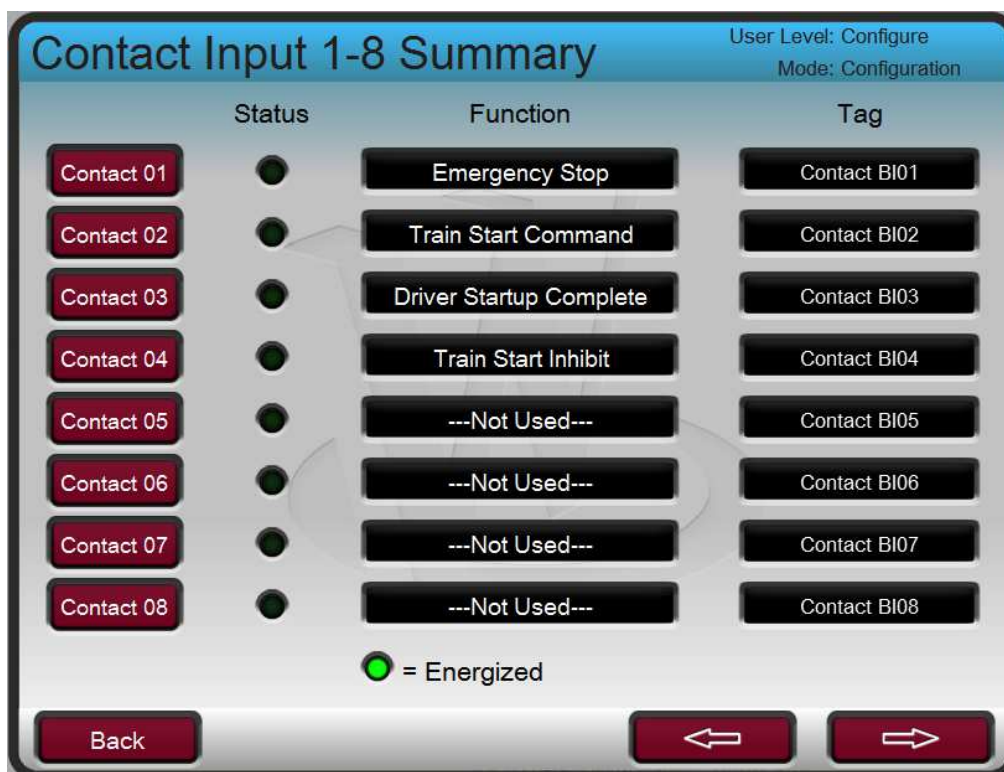 Contact Input 1-8 Summary
User Level: Configure
Mode: Configuration
Status Function Tag
Contact 01 Emergency Stop Contact BI01
Contact 02 Train Start Command Contact BI02
Contact 03 Driver Startup Complete Contact BI03
Contact 04 Train Start Inhibit Contact BI04
Contact 05 ---Not Used--- Contact BI05
Contact 06 ---Not Used--- Contact BI06
Contact 07 ---Not Used--- Contact BI07
Contact 08 ---Not Used--- Contact BI08
= Energized
Back